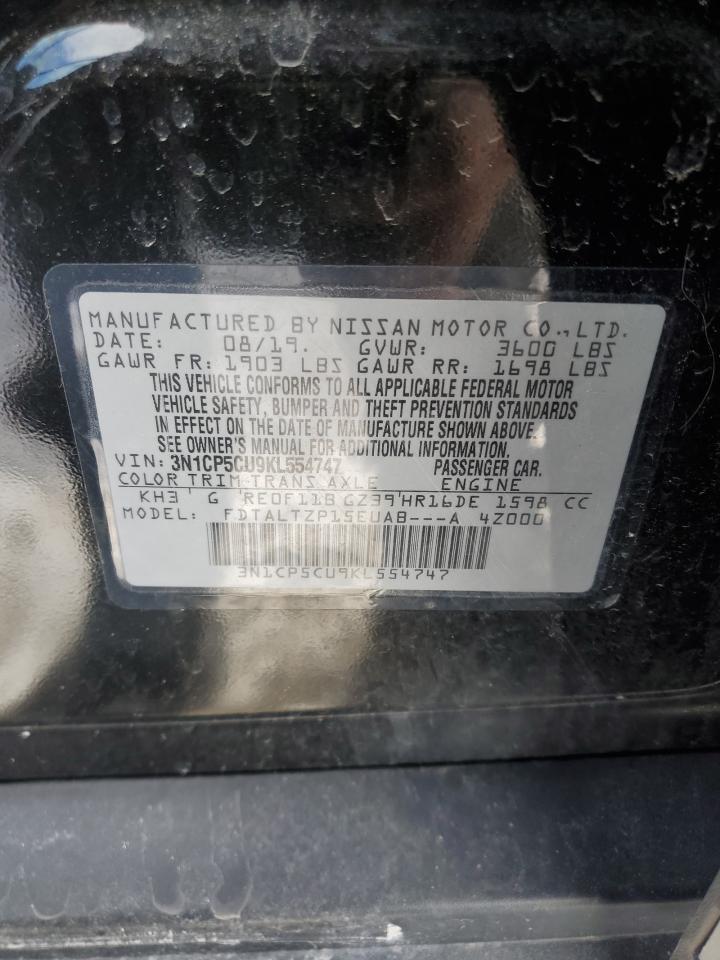 MANUFACTURED BY NISSAN MOTOR CO., LTD.
DATE: 08/19. GVWR: 3600 LBS
GAWR FR: 1903 LBS GAWR RR: 1698 LBS
THIS VEHICLE CONFORMS TO ALL APPLICABLE FEDERAL MOTOR
VEHICLE SAFETY, BUMPER AND THEFT PREVENTION STANDARDS
IN EFFECT ON THE DATE OF MANUFACTURE SHOWN ABOVE.
SEE OWNER'S MANUAL FOR ADDITIONAL INFORMATION.
VIN: 3N1CP5CU9KL554747 PASSENGER CAR.
COLOR TRIM TRANS AXLE ENGINE
KH3 G RE0F11B GZ39 HR16DE 1598 CC
MODEL: FDTALTZP15EUAB---A 4Z000
3N1CP5CU9KL554747